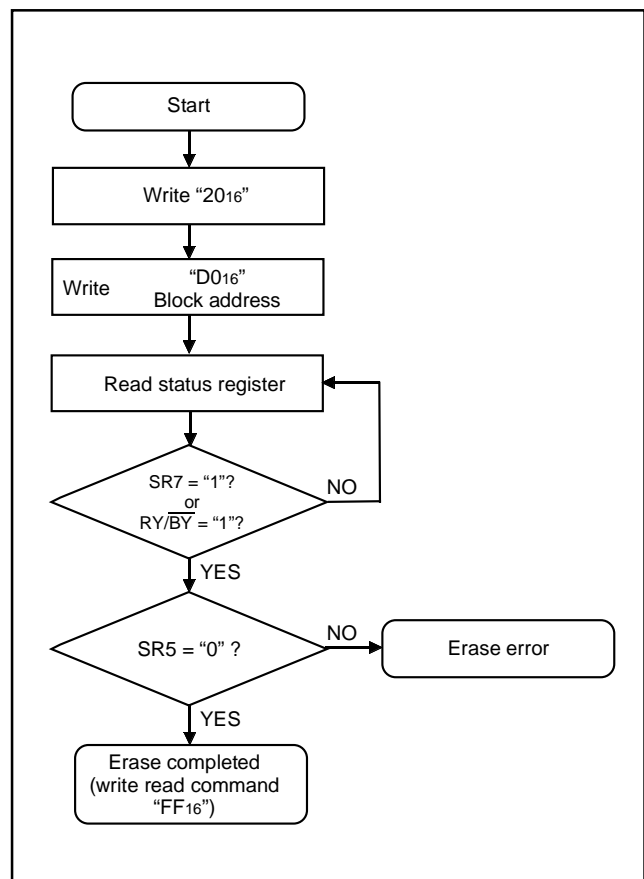 Start
Write “2016”
“D016”
Write
Block address
Read status register
SR7 = “1”?
or
RY/BY = “1”?
NO
YES
SR5 = “0” ?
NO
Erase error
YES
Erase completed
(write read command
“FF16”)